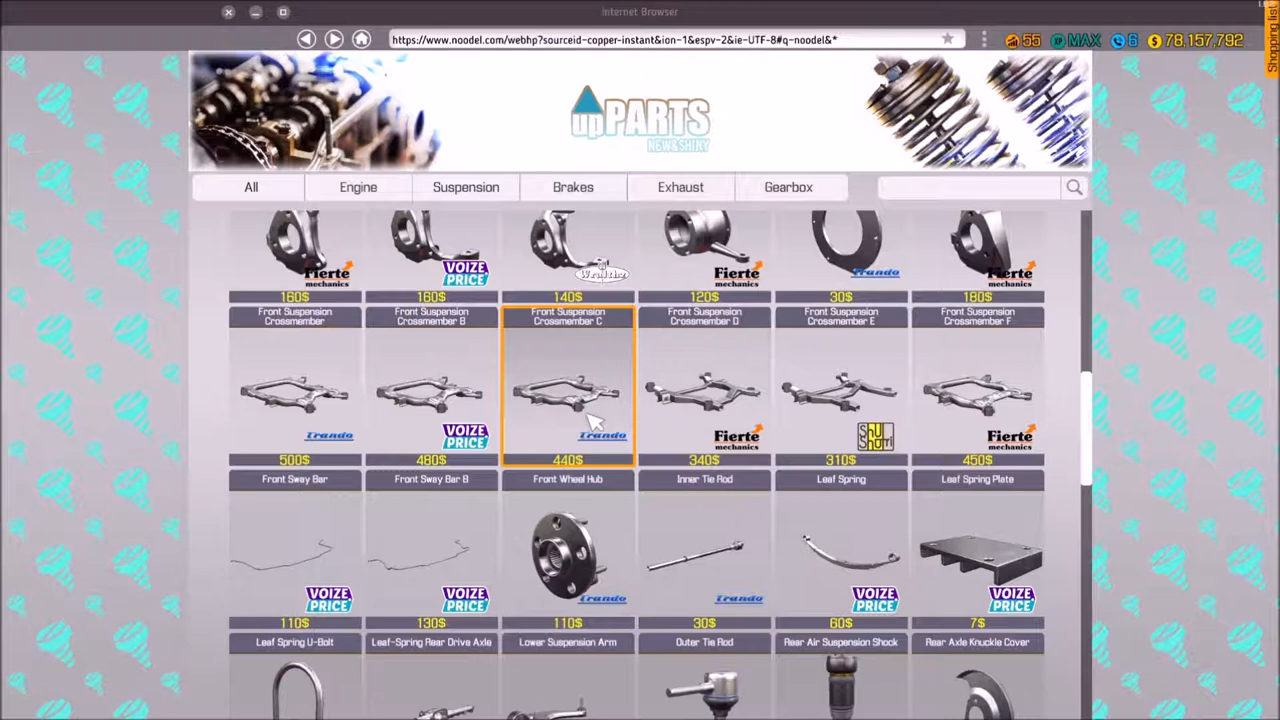 Internet Browser
https://www.noodel.com/webhp?sourceid-copper-instant&ion-1&espv-2&ie-UTF-8#q-noodel&*
55 XP MAX 6 $ 78,157,792
Shopping list
upPARTS
NEW&SHINY
All Engine Suspension Brakes Exhaust Gearbox
Fierte mechanics VOIZE PRICE Fierte mechanics Trando Fierte mechanics
160$ 160$ 140$ 120$ 30$ 180$
Front Suspension Crossmember
Front Suspension Crossmember B
Front Suspension Crossmember C
Front Suspension Crossmember D
Front Suspension Crossmember E
Front Suspension Crossmember F
Trando VOIZE PRICE Trando Fierte mechanics Fierte mechanics
500$ 480$ 440$ 340$ 310$ 450$
Front Sway Bar Front Sway Bar B Front Wheel Hub Inner Tie Rod Leaf Spring Leaf Spring Plate
VOIZE PRICE VOIZE PRICE Trando Trando VOIZE PRICE VOIZE PRICE
110$ 130$ 110$ 30$ 60$ 7$
Leaf Spring U-Bolt Leaf-Spring Rear Drive Axle Lower Suspension Arm Outer Tie Rod Rear Air Suspension Shock Rear Axle Knuckle Cover